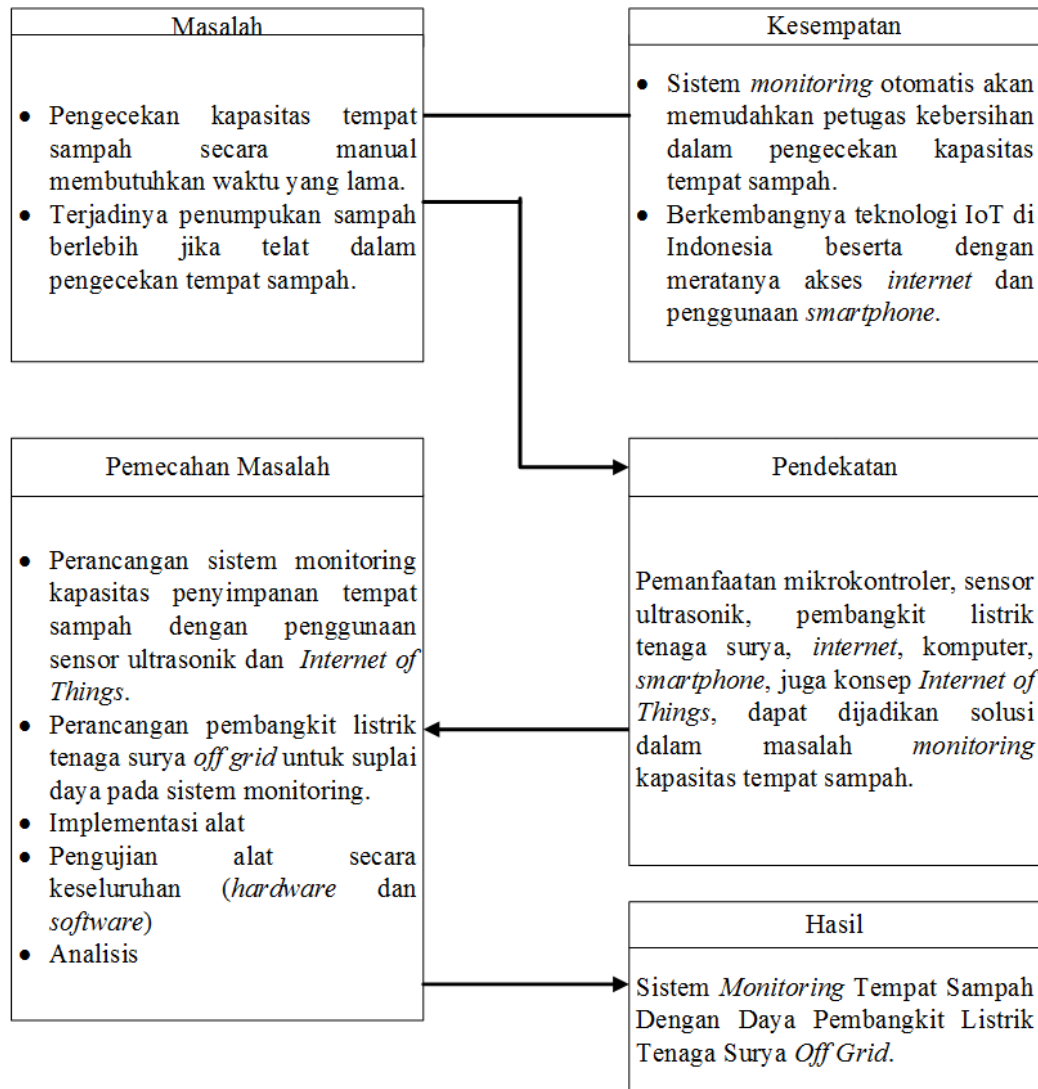 Masalah
● Pengecekan kapasitas tempat
sampah secara manual
membutuhkan waktu yang lama.
● Terjadinya penumpukan sampah
berlebih jika telat dalam
pengecekan tempat sampah.
Kesempatan
● Sistem monitoring otomatis akan
memudahkan petugas kebersihan
dalam pengecekan kapasitas
tempat sampah.
● Berkembangnya teknologi IoT di
Indonesia beserta dengan
meratanya akses internet dan
penggunaan smartphone.
Pendekatan
Pemanfaatan mikrokontroler, sensor
ultrasonik, pembangkit listrik
tenaga surya, internet, komputer,
smartphone, juga konsep Internet of
Things, dapat dijadikan solusi
dalam masalah monitoring
kapasitas tempat sampah.
Pemecahan Masalah
● Perancangan sistem monitoring
kapasitas penyimpanan tempat
sampah dengan penggunaan
sensor ultrasonik dan Internet of
Things.
● Perancangan pembangkit listrik
tenaga surya off grid untuk suplai
daya pada sistem monitoring.
● Implementasi alat
● Pengujian alat secara
keseluruhan (hardware dan
software)
● Analisis
Hasil
Sistem Monitoring Tempat Sampah
Dengan Daya Pembangkit Listrik
Tenaga Surya Off Grid.